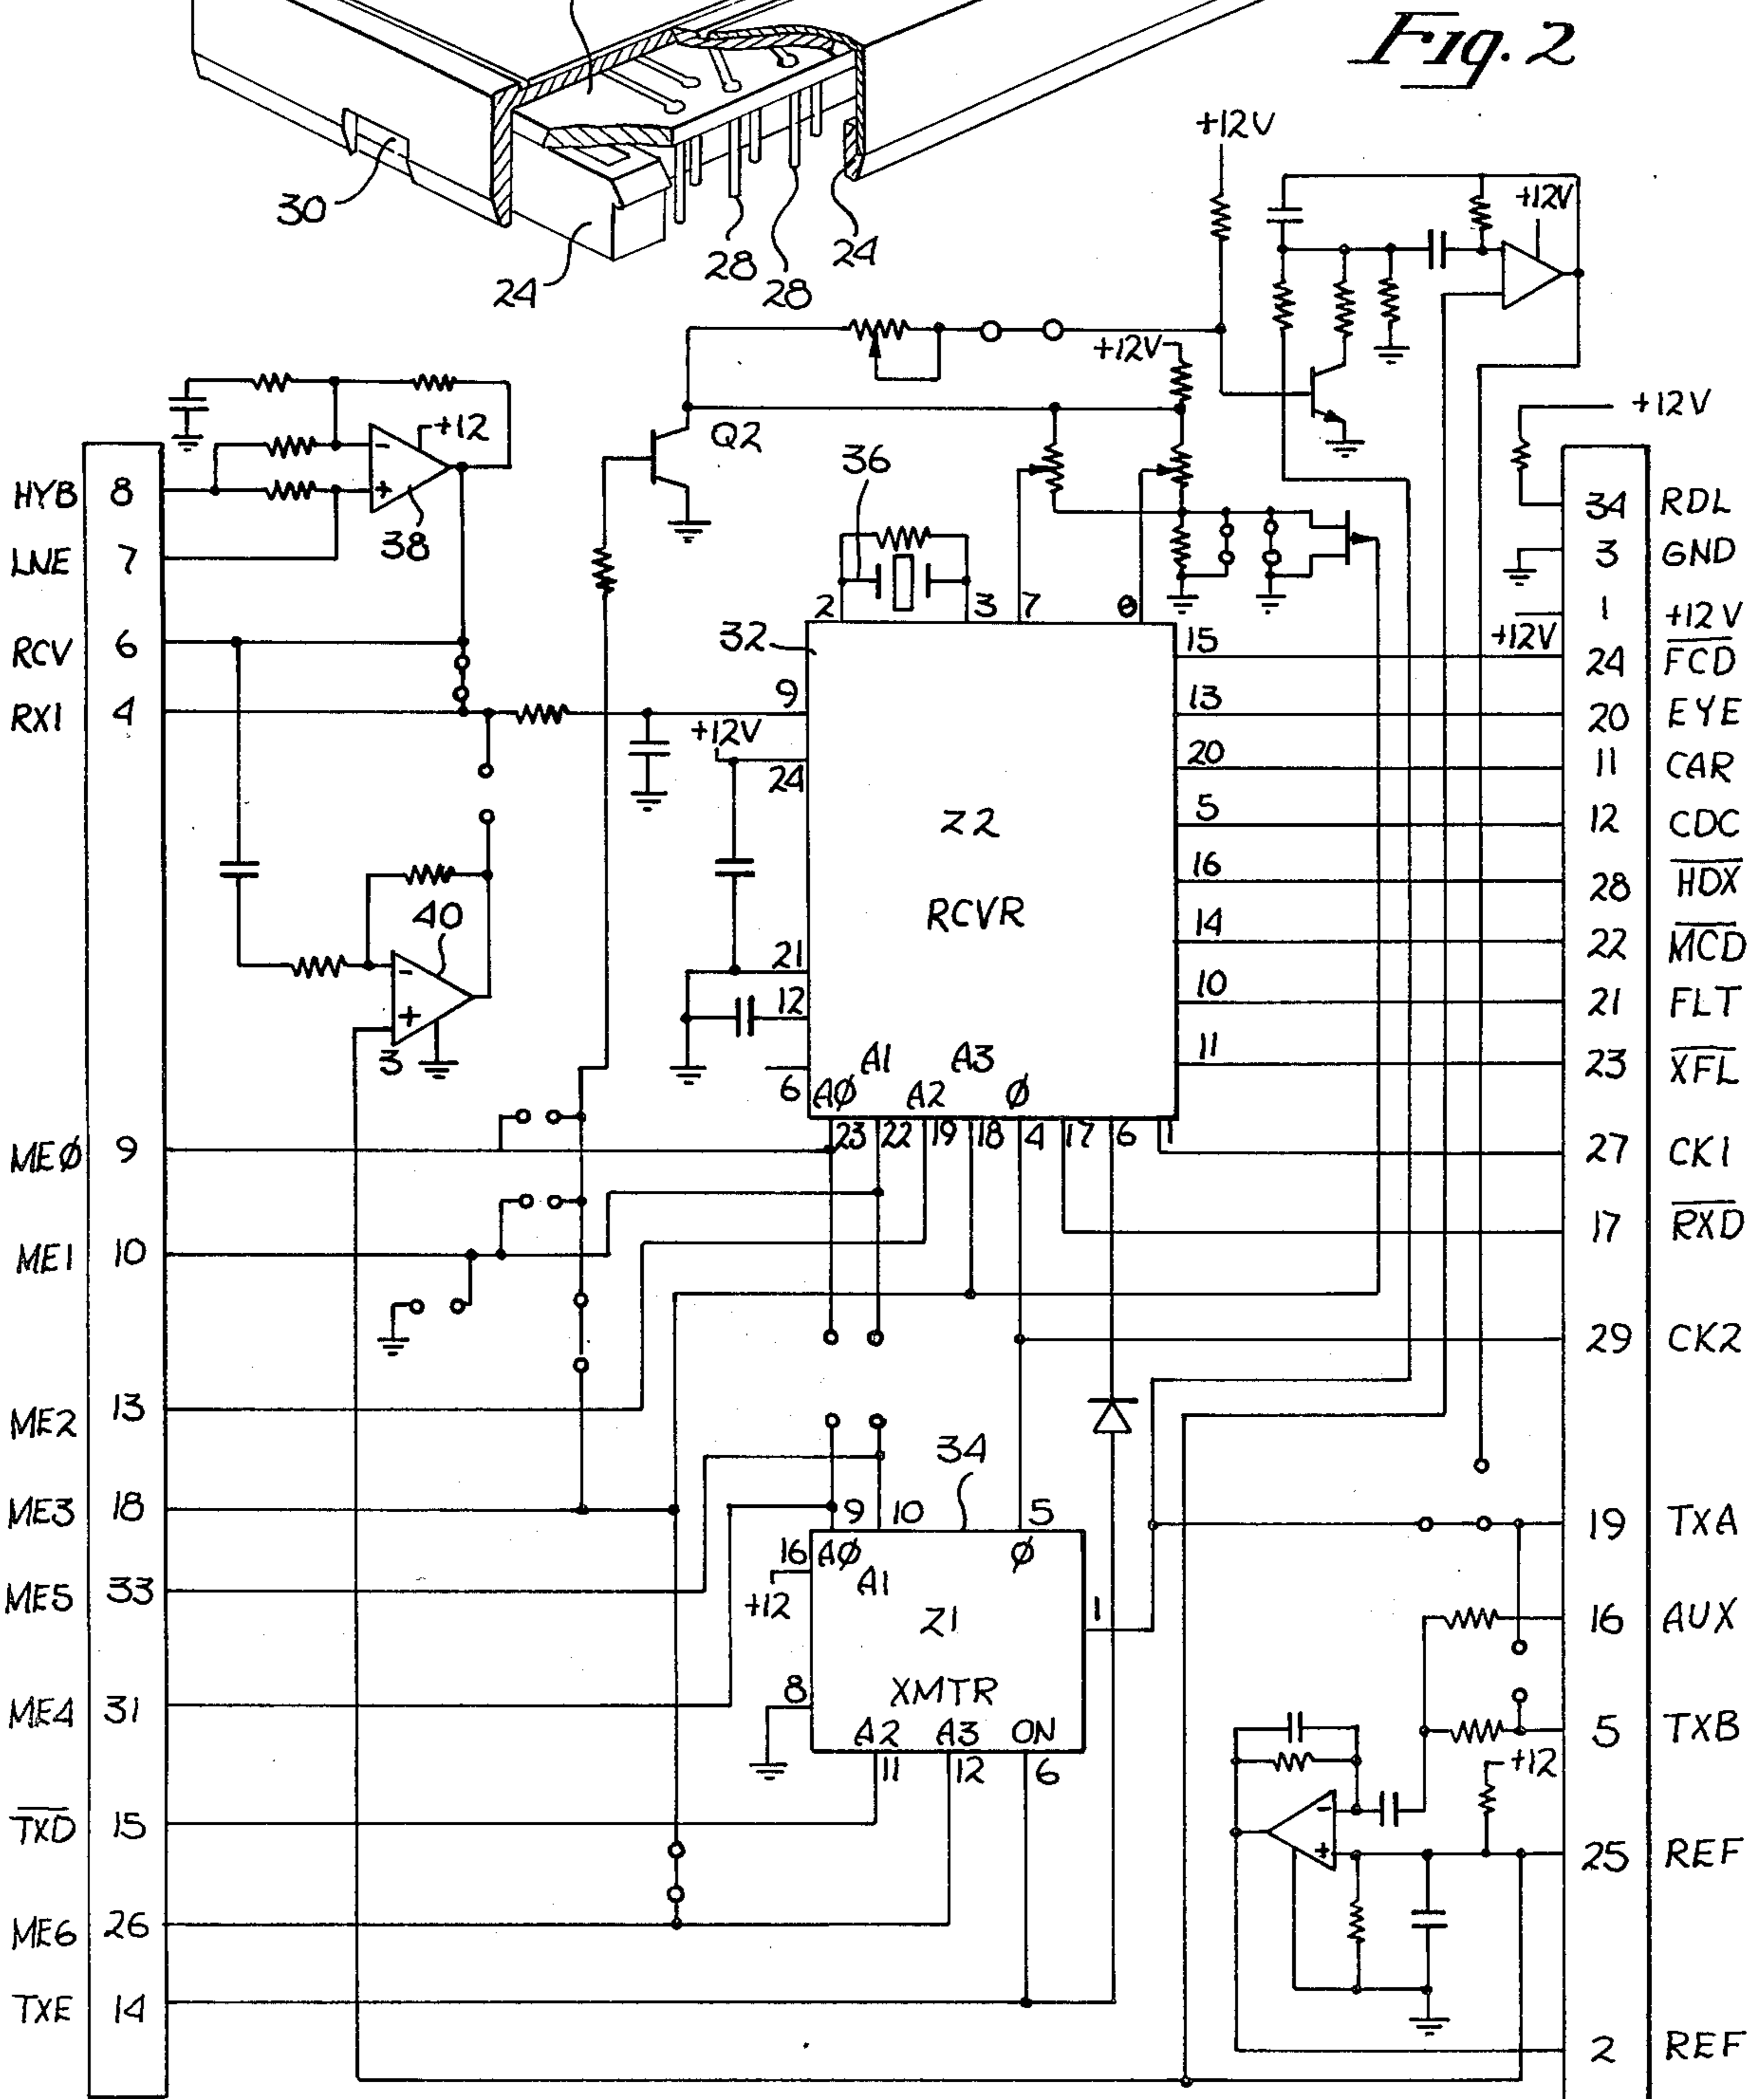 Fig. 2
30
24
28
28
24
+12V
+12V
+12V
+12V
Q2
36
+12
-
+
38
HYB 8
LNE 7
RCV 6
RX1 4
ME∅ 9
ME1 10
ME2 13
ME3 18
ME5 33
ME4 31
TXD 15
ME6 26
TXE 14
-
40
+
3
2
3
7
8
32
9
+12V
24
21
12
6
Z2
RCVR
A∅
A1
A2
A3
∅
15
13
20
5
16
14
10
11
23
22
19
18
4
17
6
1
34
9
10
5
16
+12
8
A∅
A1
∅
Z1
XMTR
A2
A3
ON
1
11
12
6
34 RDL
3 GND
1 +12V
+12V
24 FCD
20 EYE
11 CAR
12 CDC
28 HDX
22 MCD
21 FLT
23 XFL
27 CK1
17 RXD
29 CK2
19 TXA
16 AUX
5 TXB
+12
-
+
25 REF
2 REF